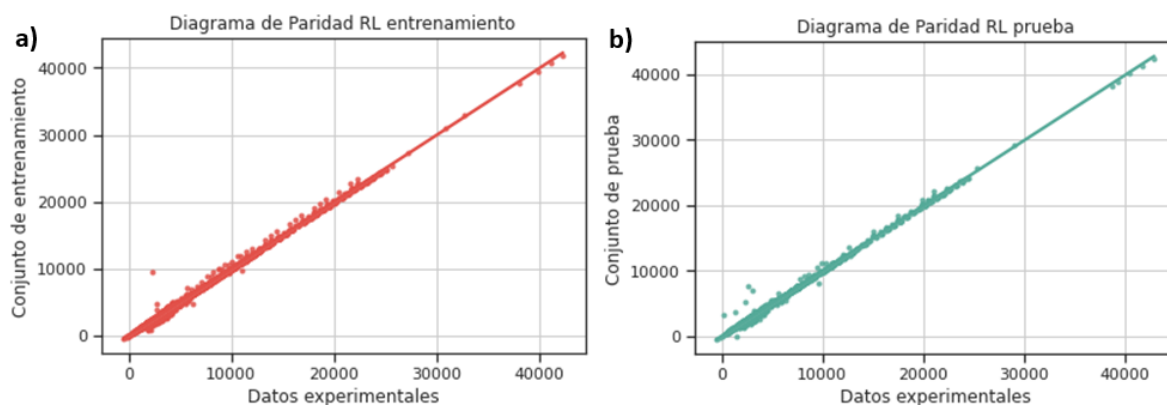 a)
Diagrama de Paridad RL entrenamiento
Conjunto de entrenamiento
40000
30000
20000
10000
0
0 10000 20000 30000 40000
Datos experimentales
b)
Diagrama de Paridad RL prueba
Conjunto de prueba
40000
30000
20000
10000
0
0 10000 20000 30000 40000
Datos experimentales